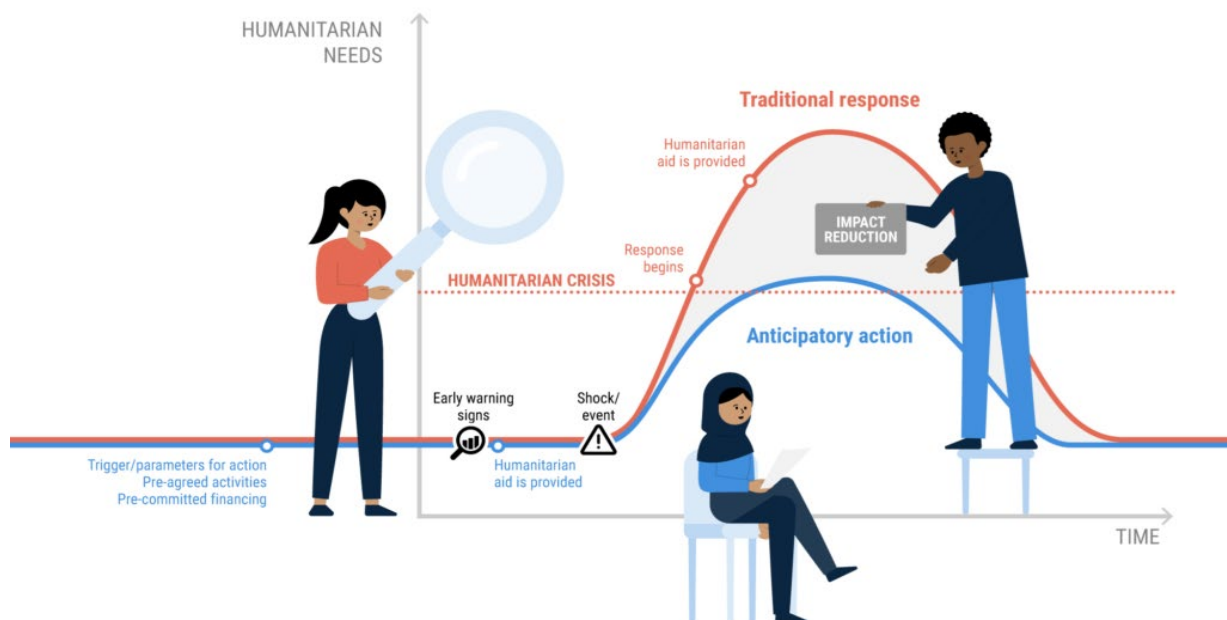 HUMANITARIAN
NEEDS
Traditional response
Humanitarian
aid is provided
IMPACT
REDUCTION
Response
begins
HUMANITARIAN CRISIS
Anticipatory action
Early warning
signs
Shock/
event
Trigger/parameters for action
Pre-agreed activities
Pre-committed financing
Humanitarian
aid is provided
TIME